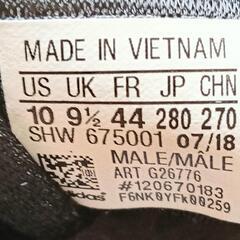 MADE IN VIETNAM
US UK FR JP CHN
10 9½ 44 280 270
SHW 675001 07/18
MALE/MÂLE
ART G26776
#120670183
adidas F6NK0YFk00259